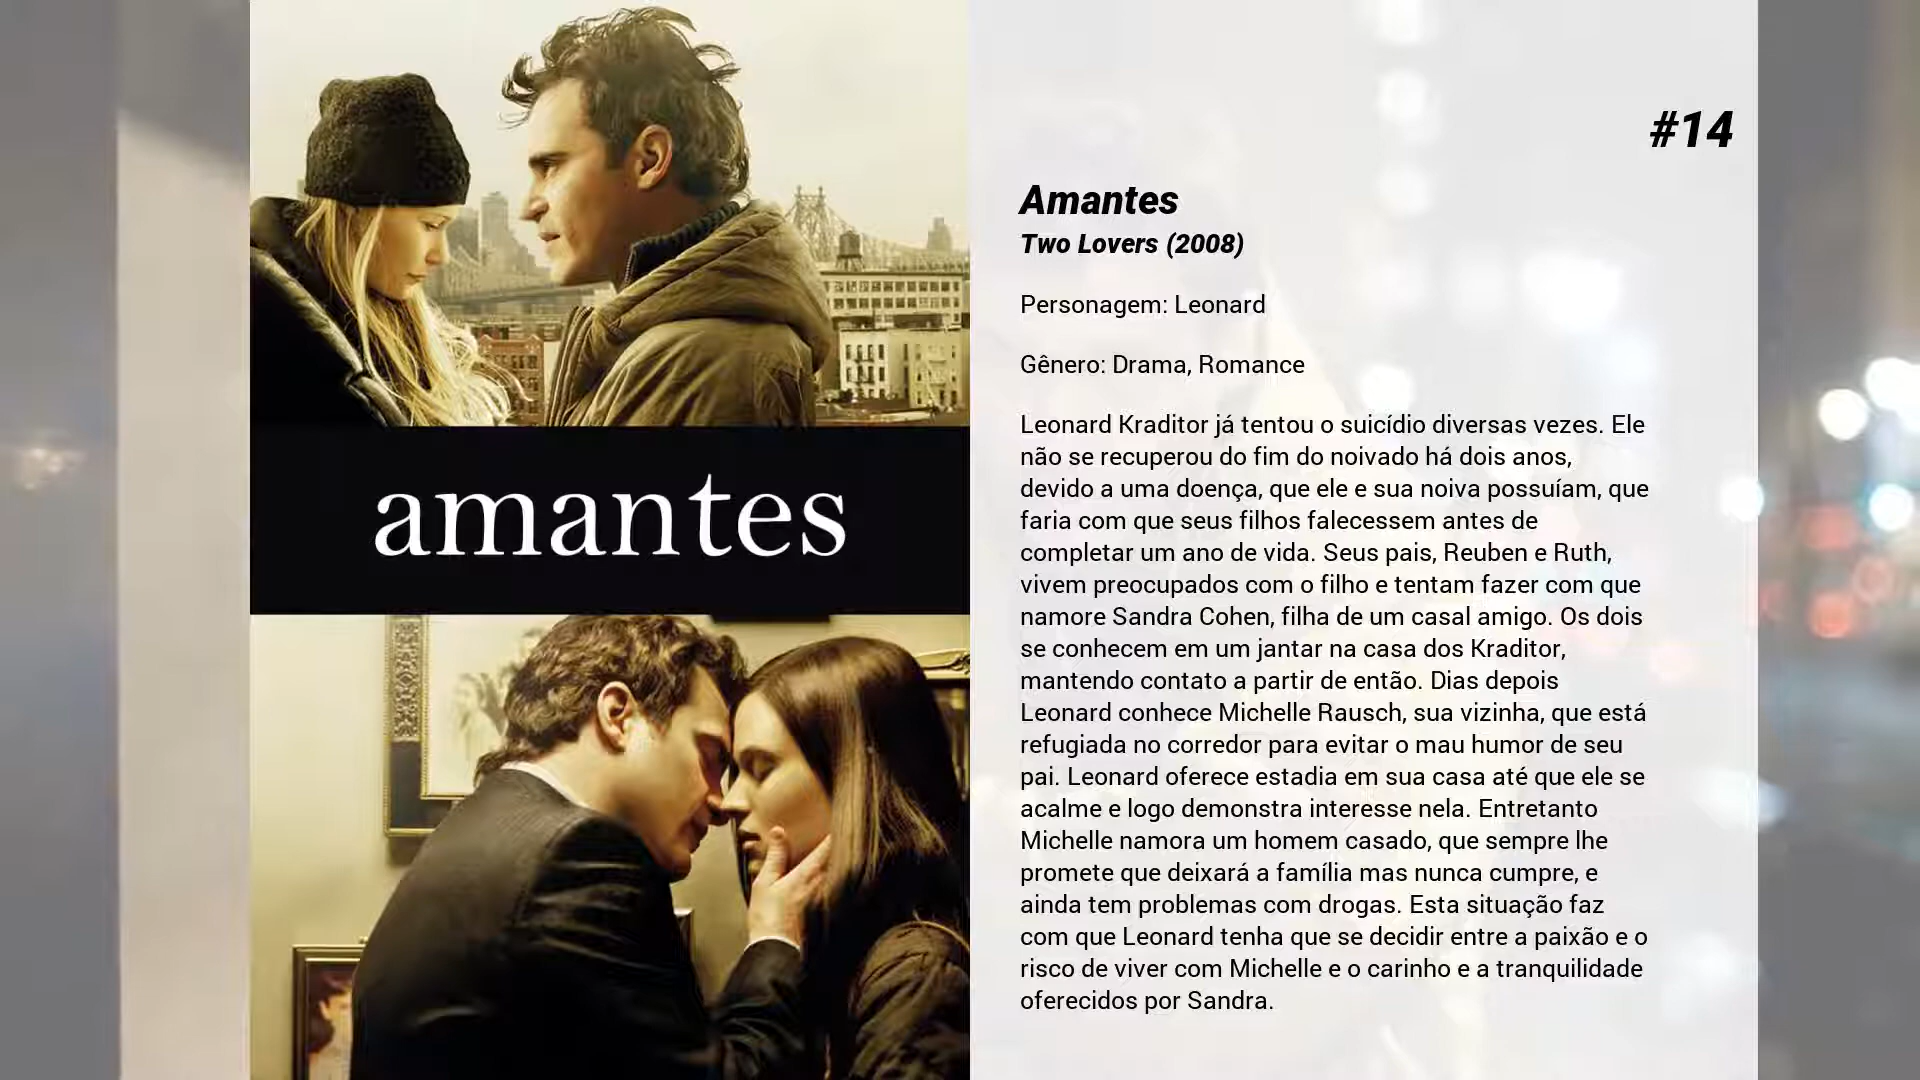 amantes
#14
Amantes
Two Lovers (2008)
Personagem: Leonard
Gênero: Drama, Romance
Leonard Kraditor já tentou o suicídio diversas vezes. Ele
não se recuperou do fim do noivado há dois anos,
devido a uma doença, que ele e sua noiva possuíam, que
faria com que seus filhos falecessem antes de
completar um ano de vida. Seus pais, Reuben e Ruth,
vivem preocupados com o filho e tentam fazer com que
namore Sandra Cohen, filha de um casal amigo. Os dois
se conhecem em um jantar na casa dos Kraditor,
mantendo contato a partir de então. Dias depois
Leonard conhece Michelle Rausch, sua vizinha, que está
refugiada no corredor para evitar o mau humor de seu
pai. Leonard oferece estadia em sua casa até que ele se
acalme e logo demonstra interesse nela. Entretanto
Michelle namora um homem casado, que sempre lhe
promete que deixará a família mas nunca cumpre, e
ainda tem problemas com drogas. Esta situação faz
com que Leonard tenha que se decidir entre a paixão e o
risco de viver com Michelle e o carinho e a tranquilidade
oferecidos por Sandra.